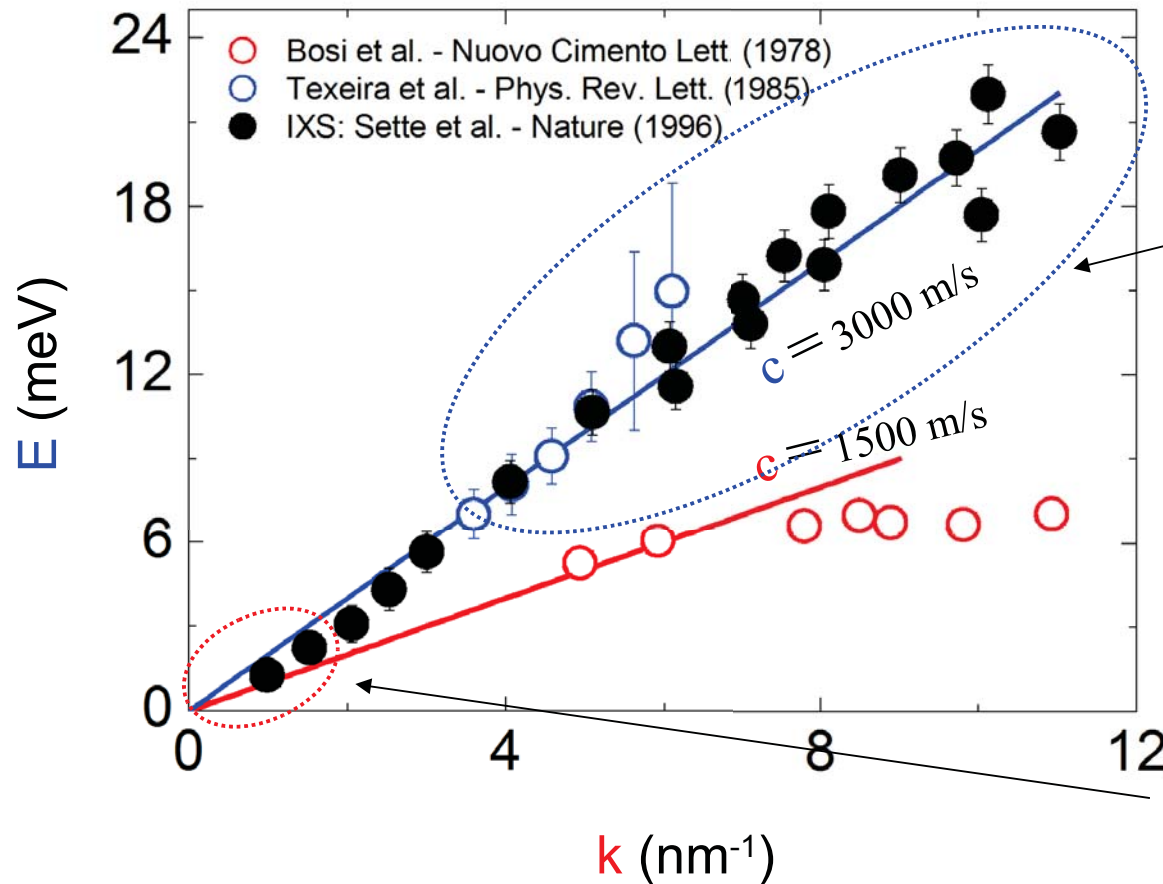 24
Bosi et al. - Nuovo Cimento Lett. (1978)
Texeira et al. - Phys. Rev. Lett. (1985)
IXS: Sette et al. - Nature (1996)
18
12
6
0
E (meV)
c = 3000 m/s
c = 1500 m/s
0
4
8
12
k (nm⁻¹)